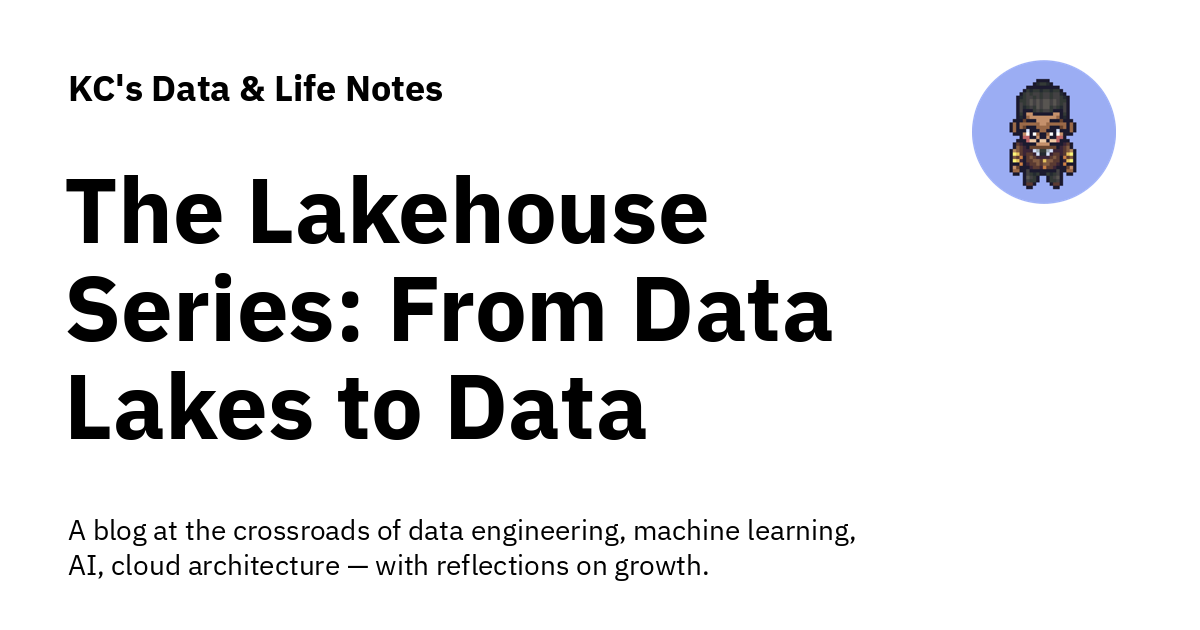 KC's Data & Life Notes
The Lakehouse
Series: From Data
Lakes to Data
A blog at the crossroads of data engineering, machine learning,
AI, cloud architecture — with reflections on growth.